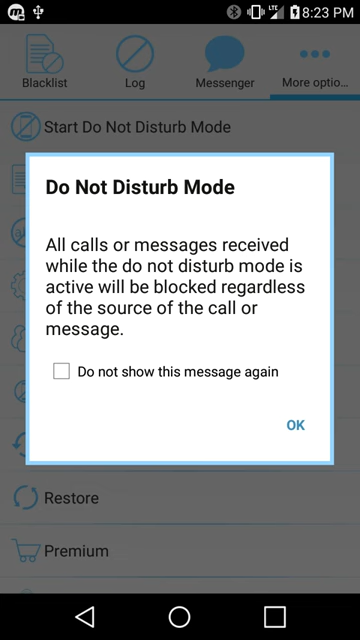 LTE 8:23 PM
Blacklist Log Messenger More optio...
Start Do Not Disturb Mode
Do Not Disturb Mode
All calls or messages received
while the do not disturb mode is
active will be blocked regardless
of the source of the call or
message.
Do not show this message again
OK
Restore
Premium